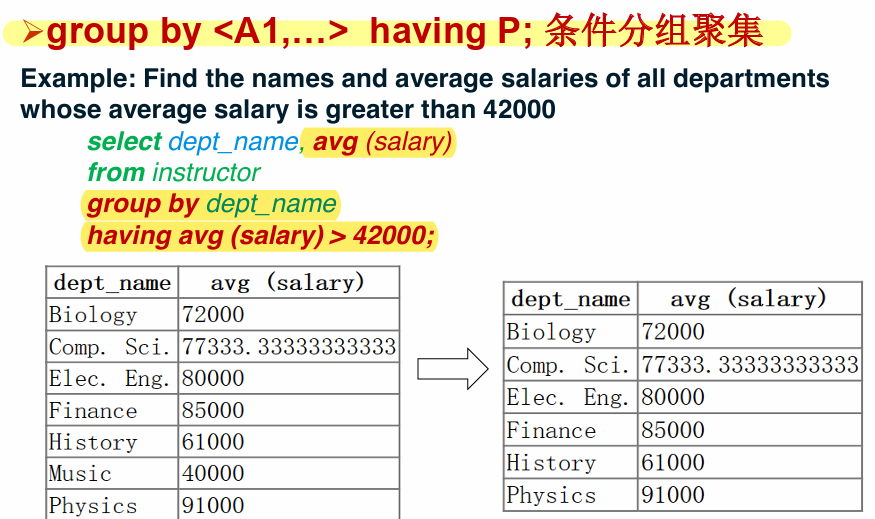 ➢group by <A1,…> having P; 条件分组聚集
Example: Find the names and average salaries of all departments
whose average salary is greater than 42000
select dept_name, avg (salary)
from instructor
group by dept_name
having avg (salary) > 42000;
dept_name avg (salary)
Biology 72000
Comp. Sci. 77333.33333333333
Elec. Eng. 80000
Finance 85000
History 61000
Music 40000
Physics 91000
dept_name avg (salary)
Biology 72000
Comp. Sci. 77333.33333333333
Elec. Eng. 80000
Finance 85000
History 61000
Physics 91000